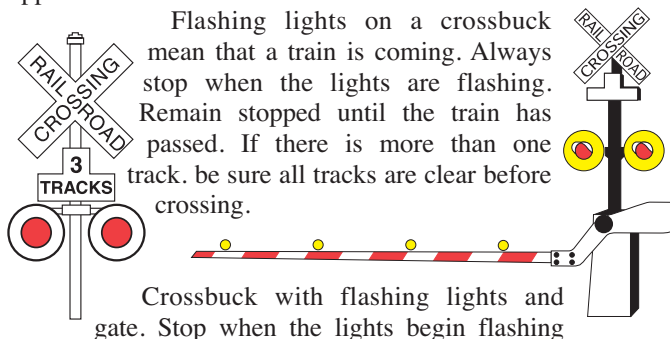 Flashing lights on a crossbuck
mean that a train is coming. Always
stop when the lights are flashing.
Remain stopped until the train has
passed. If there is more than one
track. be sure all tracks are clear before
crossing.
RAIL ROAD
CROSSING
3
TRACKS
RAIL ROAD
CROSSING
Crossbuck with flashing lights and
gate. Stop when the lights begin flashing